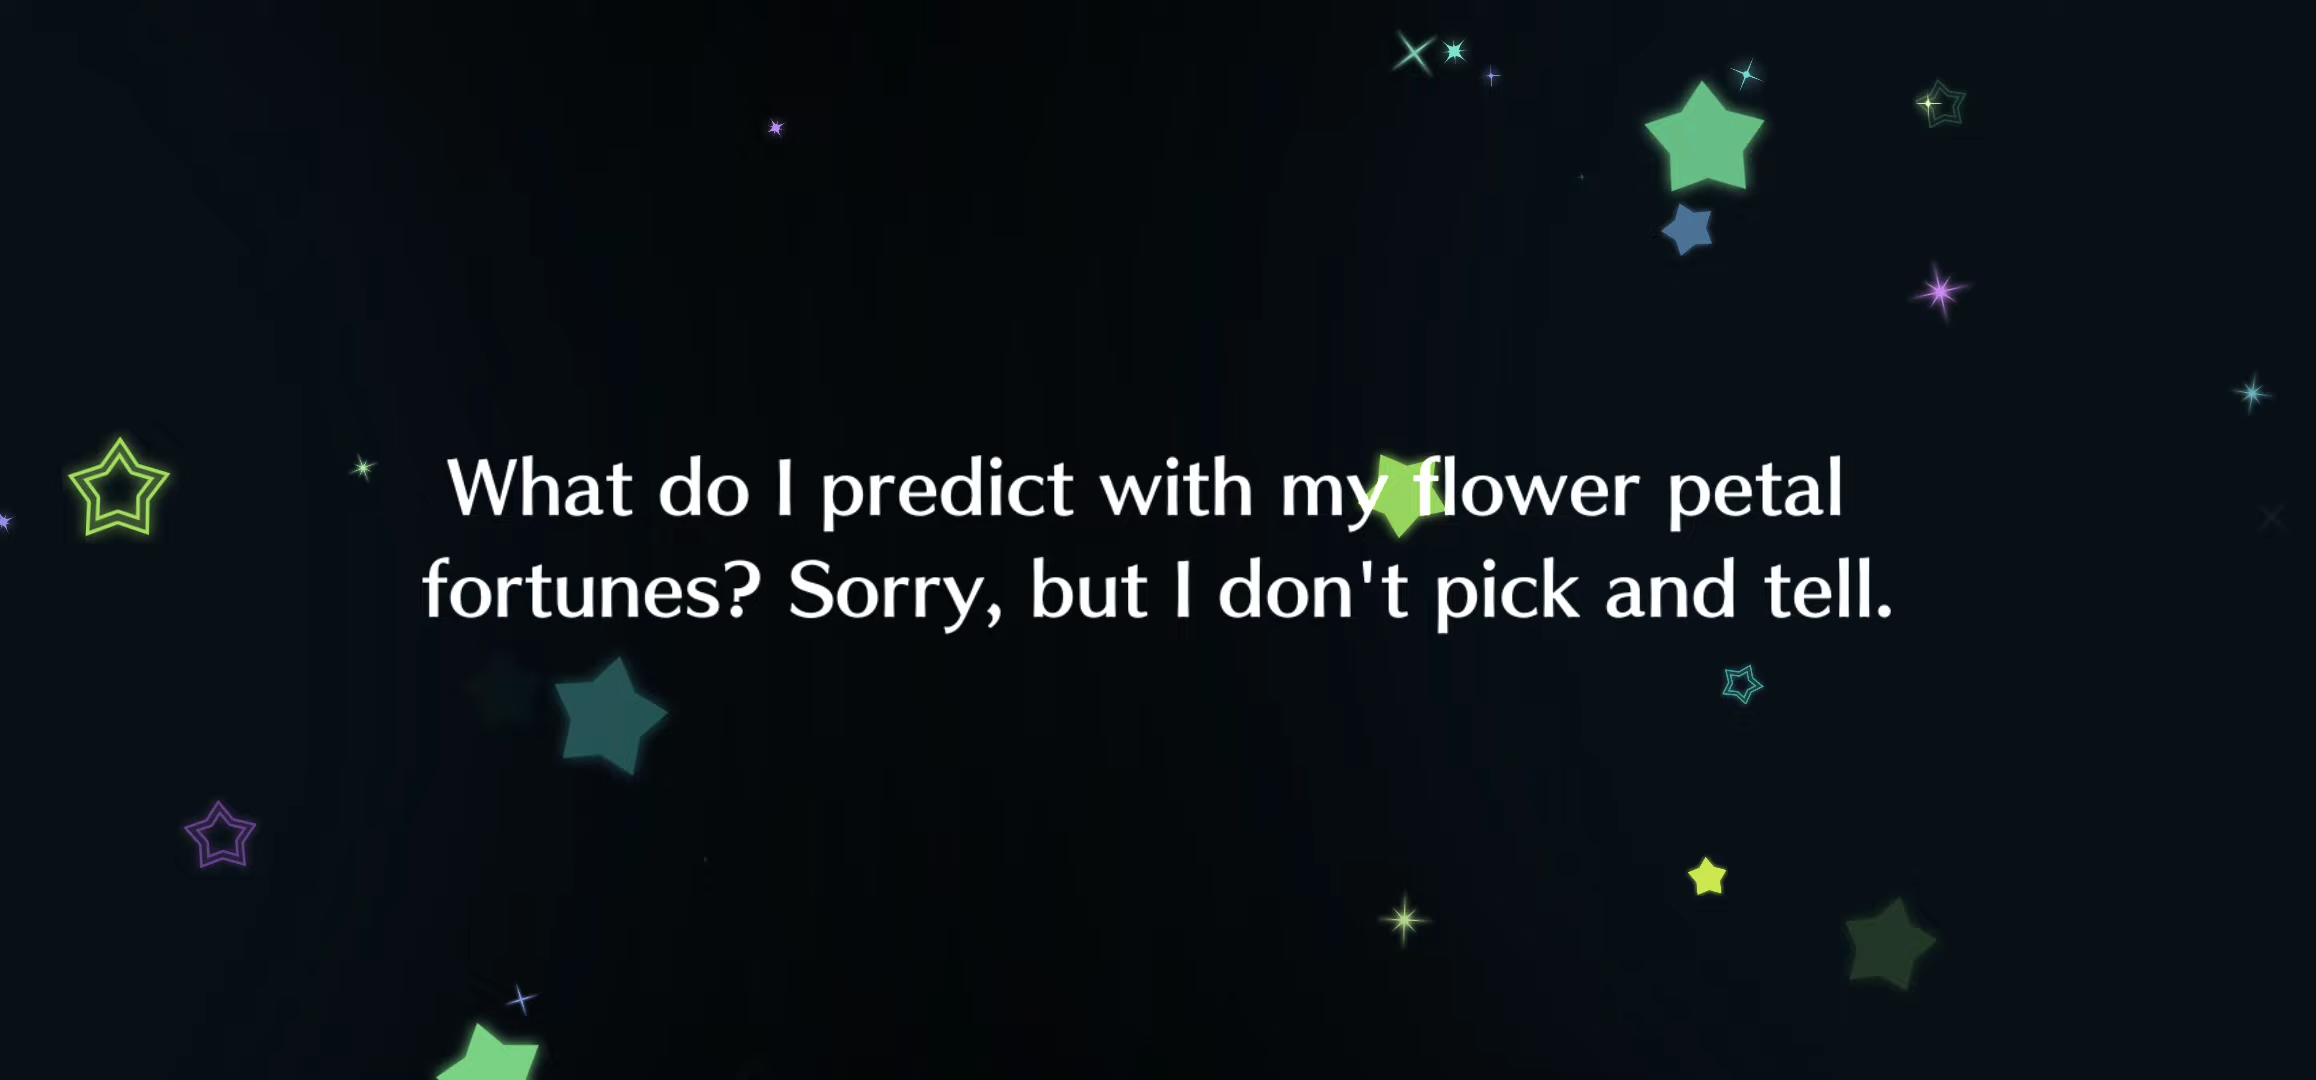 What do I predict with my flower petal
fortunes? Sorry, but I don't pick and tell.